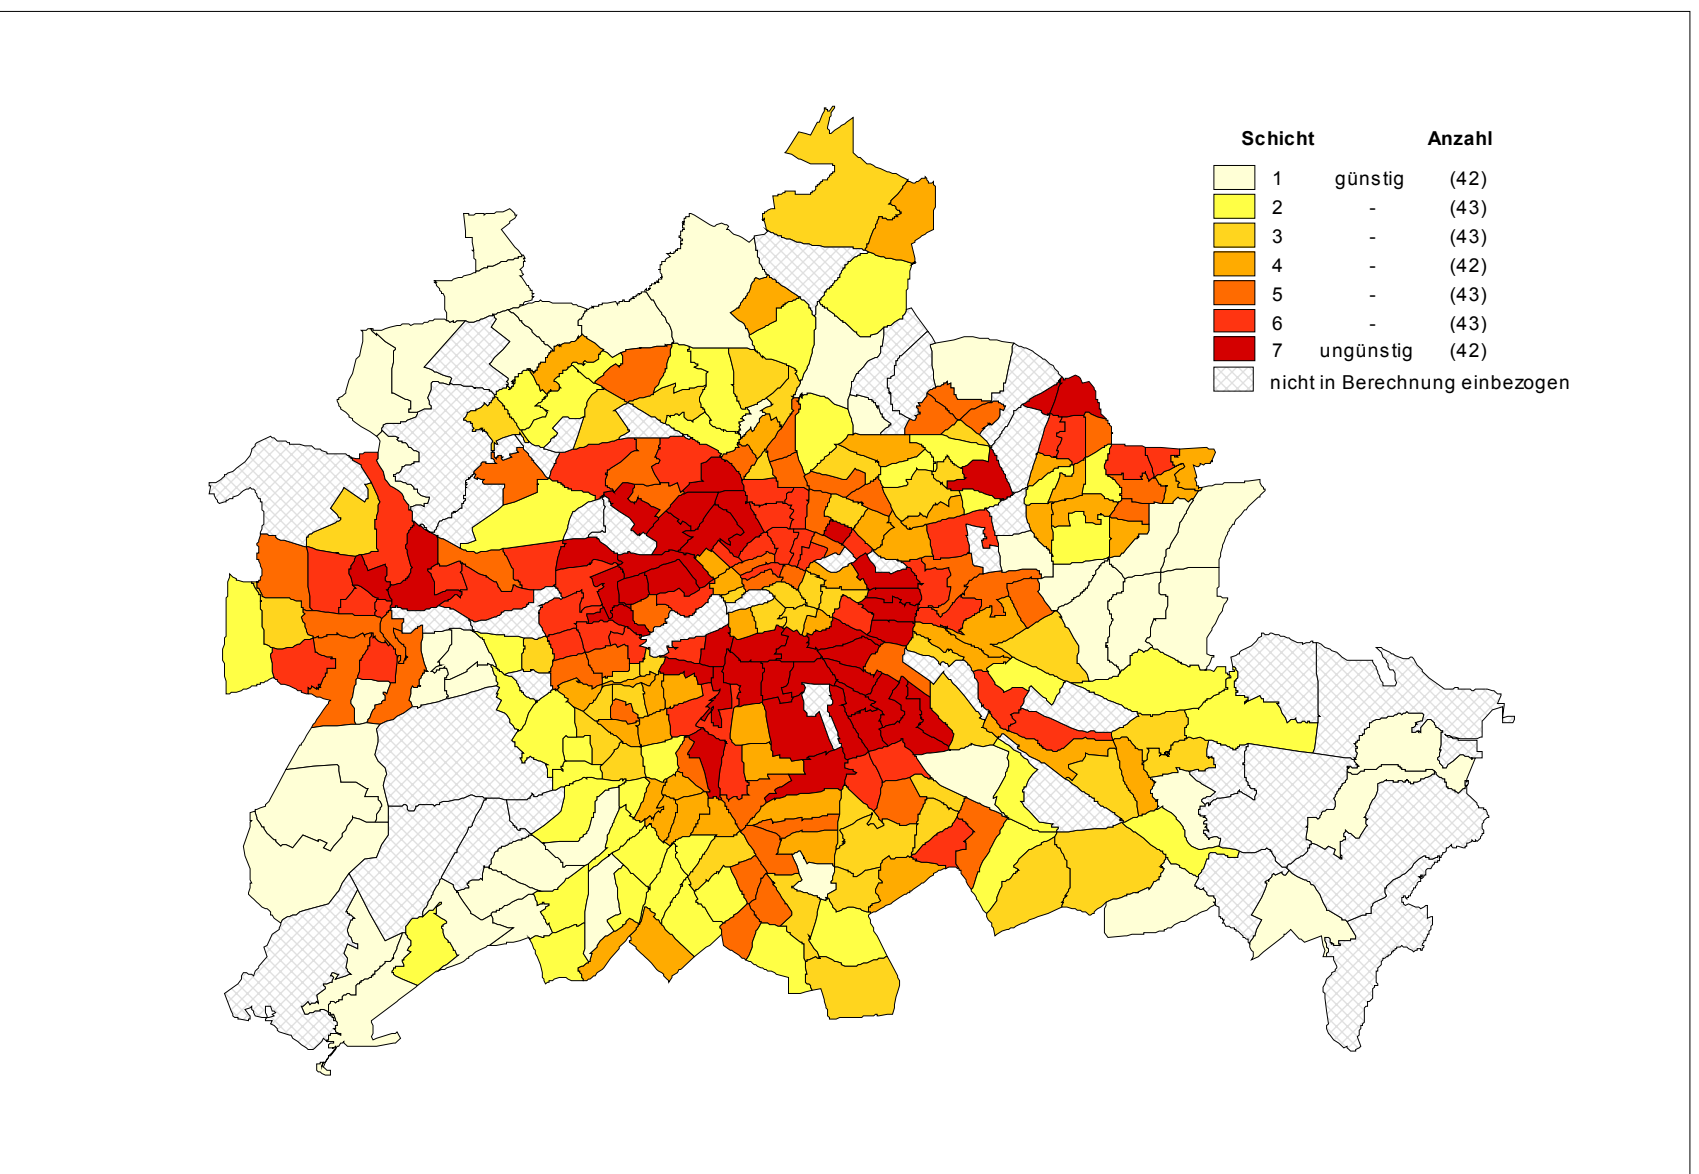 Schicht Anzahl
1 günstig (42)
2 - (43)
3 - (43)
4 - (42)
5 - (43)
6 - (43)
7 ungünstig (42)
nicht in Berechnung einbezogen